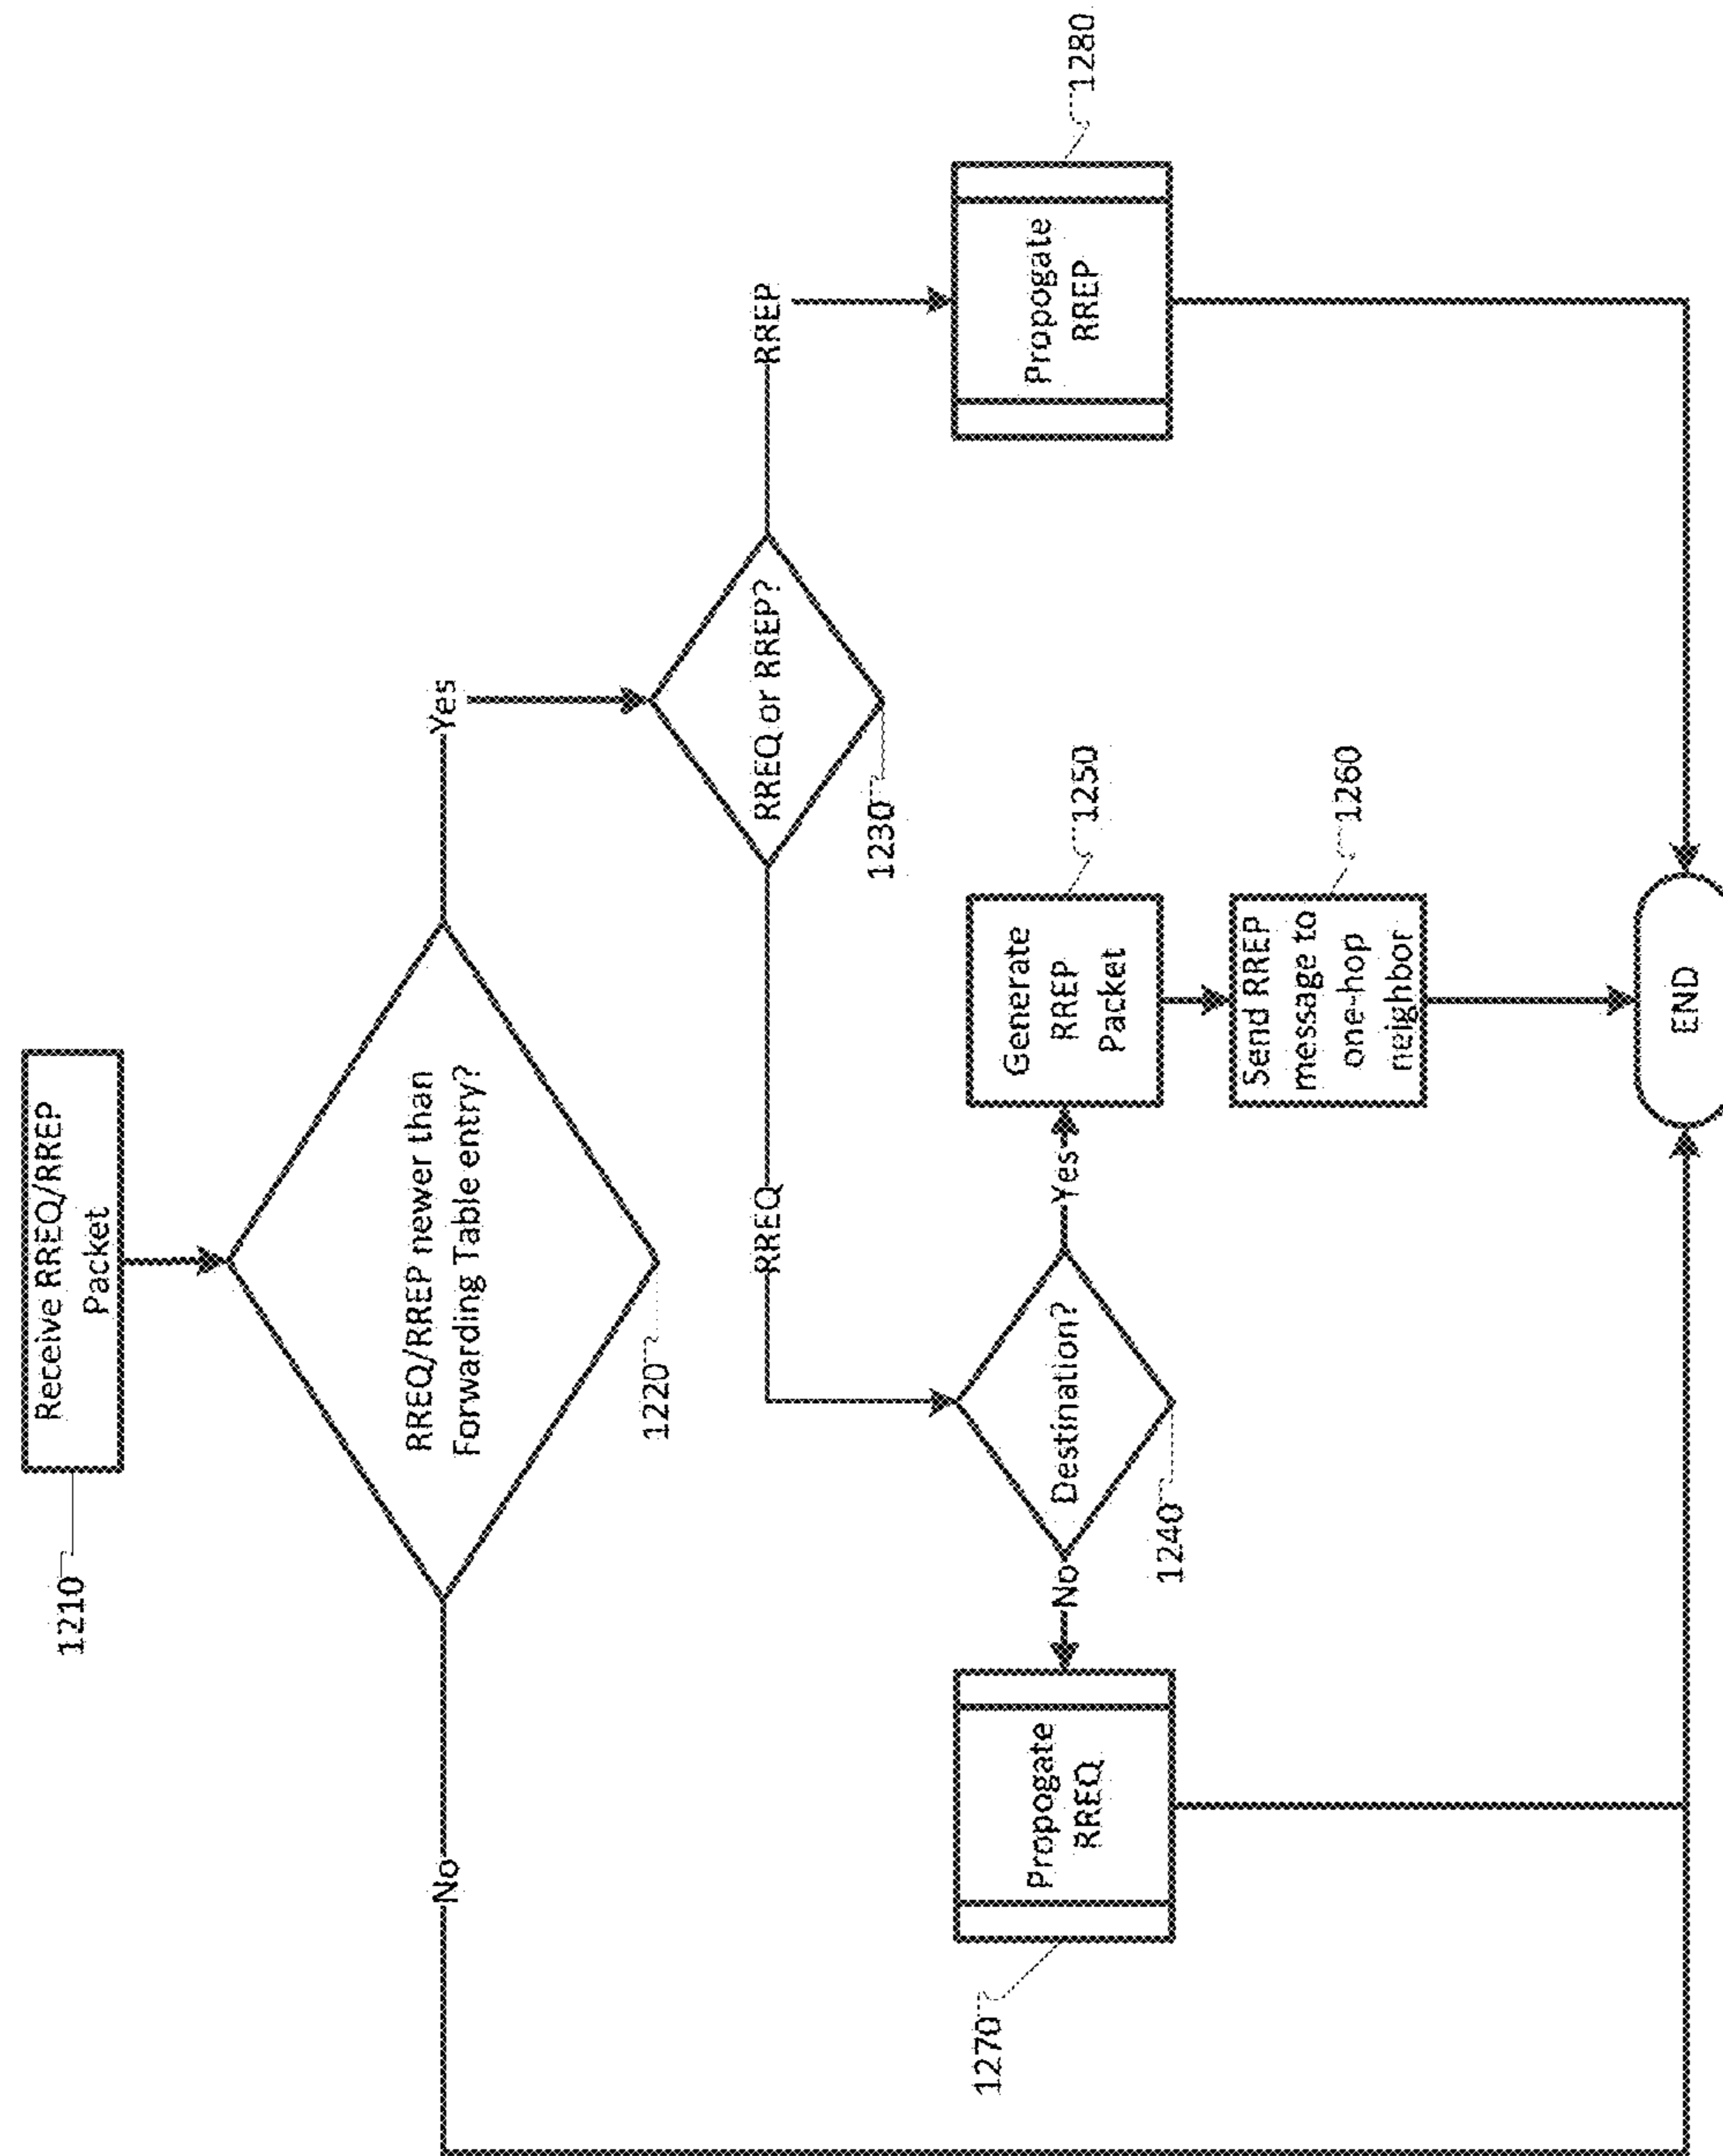 1210
Receive RREQ/RREP
Packet
RREQ/RREP newer than
Forwarding Table entry?
1220
No
Yes
RREQ or RREP?
1230
RREQ
RREP
Destination?
1240
No
Yes
1270
Propogate
RREQ
Generate
RREP
Packet
1250
Send RREP
message to
one-hop
neighbor
1260
Propogate
RREP
1280
END